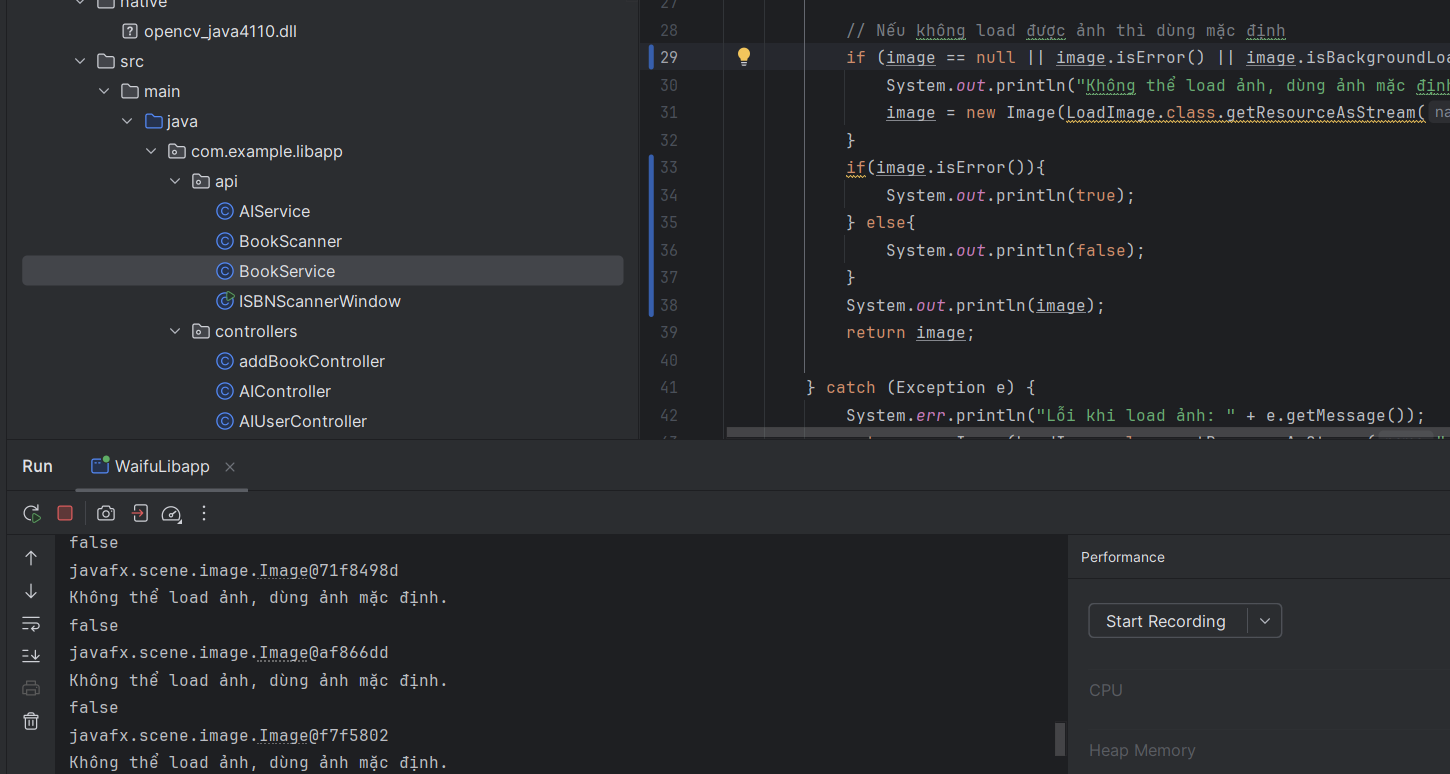 native
opencv_java4110.dll
src
main
java
com.example.libapp
api
AIService
BookScanner
BookService
ISBNScannerWindow
controllers
addBookController
AIController
AIUserController
27
28 // Nếu không load được ảnh thì dùng mặc định
29 if (image == null || image.isError() || image.isBackgroundLoa
30 System.out.println("Không thể load ảnh, dùng ảnh mặc định
31 image = new Image(LoadImage.class.getResourceAsStream( na
32 }
33 if(image.isError()){
34 System.out.println(true);
35 } else{
36 System.out.println(false);
37 }
38 System.out.println(image);
39 return image;
40
41 } catch (Exception e) {
42 System.err.println("Lỗi khi load ảnh: " + e.getMessage());
Run WaifuLibapp
false
javafx.scene.image.Image@71f8498d
Không thể load ảnh, dùng ảnh mặc định.
false
javafx.scene.image.Image@af866dd
Không thể load ảnh, dùng ảnh mặc định.
false
javafx.scene.image.Image@f7f5802
Không thể load ảnh, dùng ảnh mặc định.
Performance
Start Recording
CPU
Heap Memory